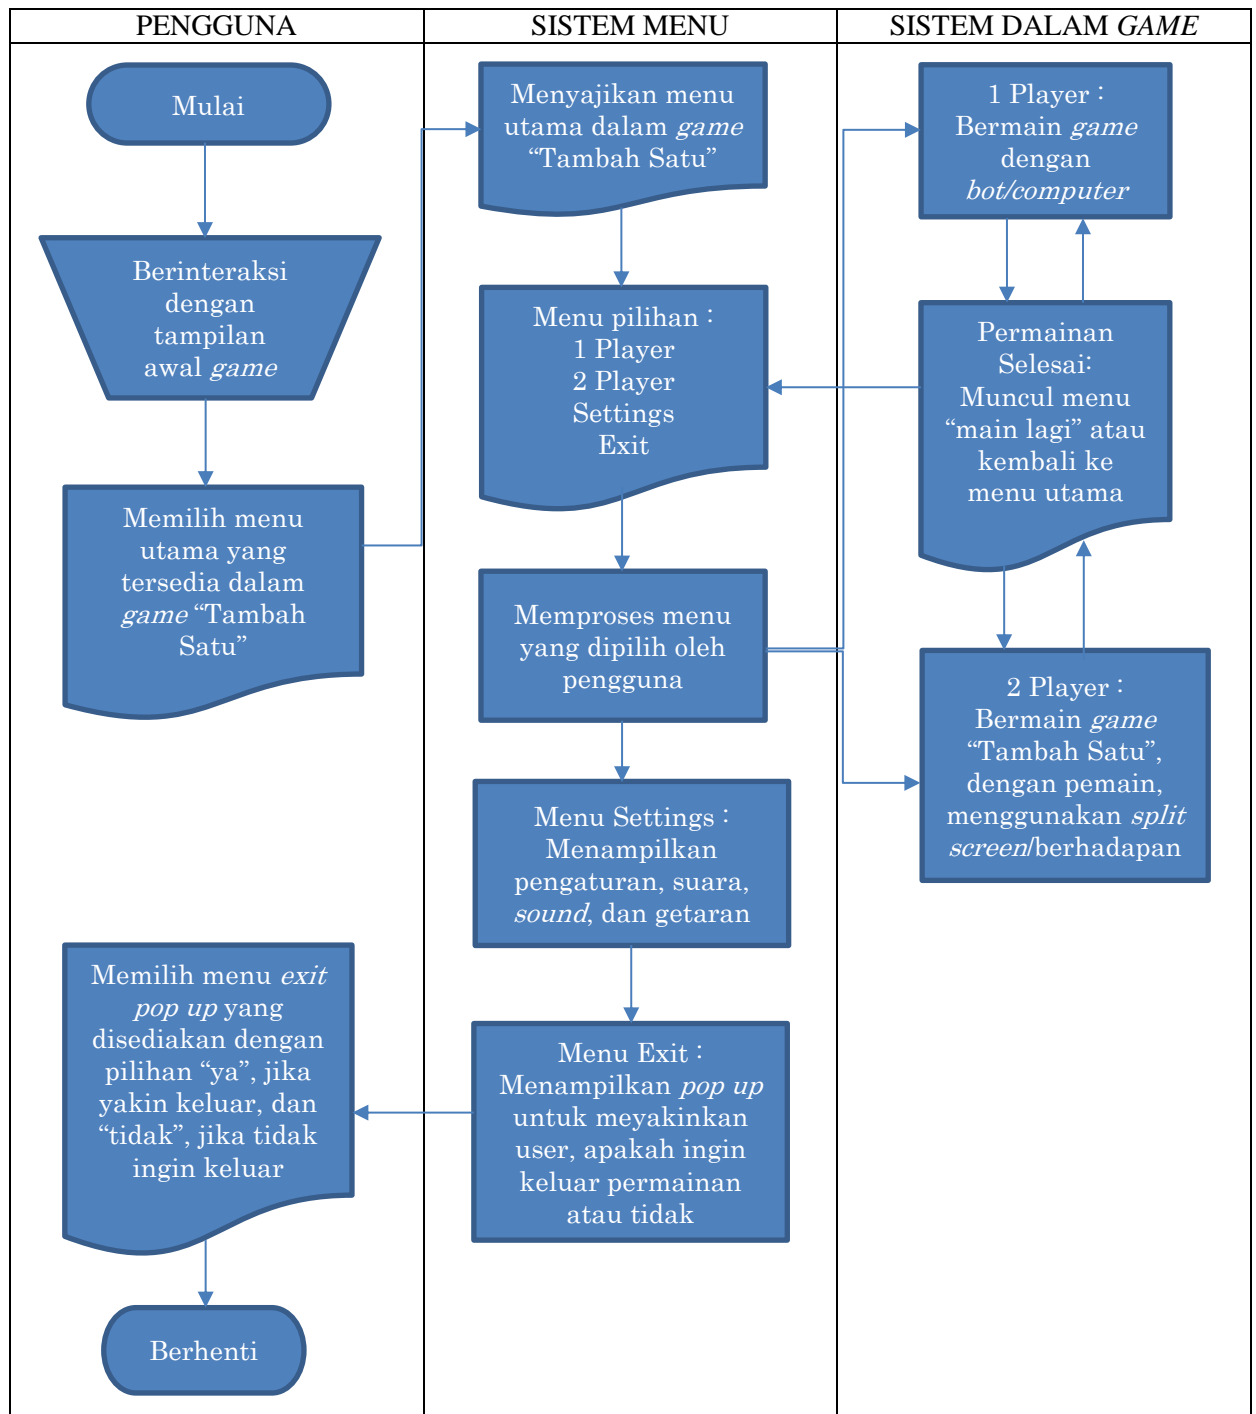 PENGGUNA
SISTEM MENU
SISTEM DALAM GAME
Mulai
Berinteraksi
dengan
tampilan
awal game
Memilih menu
utama yang
tersedia dalam
game “Tambah
Satu”
Memilih menu exit
pop up yang
disediakan dengan
pilihan “ya”, jika
yakin keluar, dan
“tidak”, jika tidak
ingin keluar
Berhenti
Menyajikan menu
utama dalam game
“Tambah Satu”
Menu pilihan :
1 Player
2 Player
Settings
Exit
Memproses menu
yang dipilih oleh
pengguna
Menu Settings :
Menampilkan
pengaturan, suara,
sound, dan getaran
Menu Exit :
Menampilkan pop up
untuk meyakinkan
user, apakah ingin
keluar permainan
atau tidak
1 Player :
Bermain game
dengan
bot/computer
Permainan
Selesai:
Muncul menu
“main lagi” atau
kembali ke
menu utama
2 Player :
Bermain game
“Tambah Satu”,
dengan pemain,
menggunakan split
screen/berhadapan